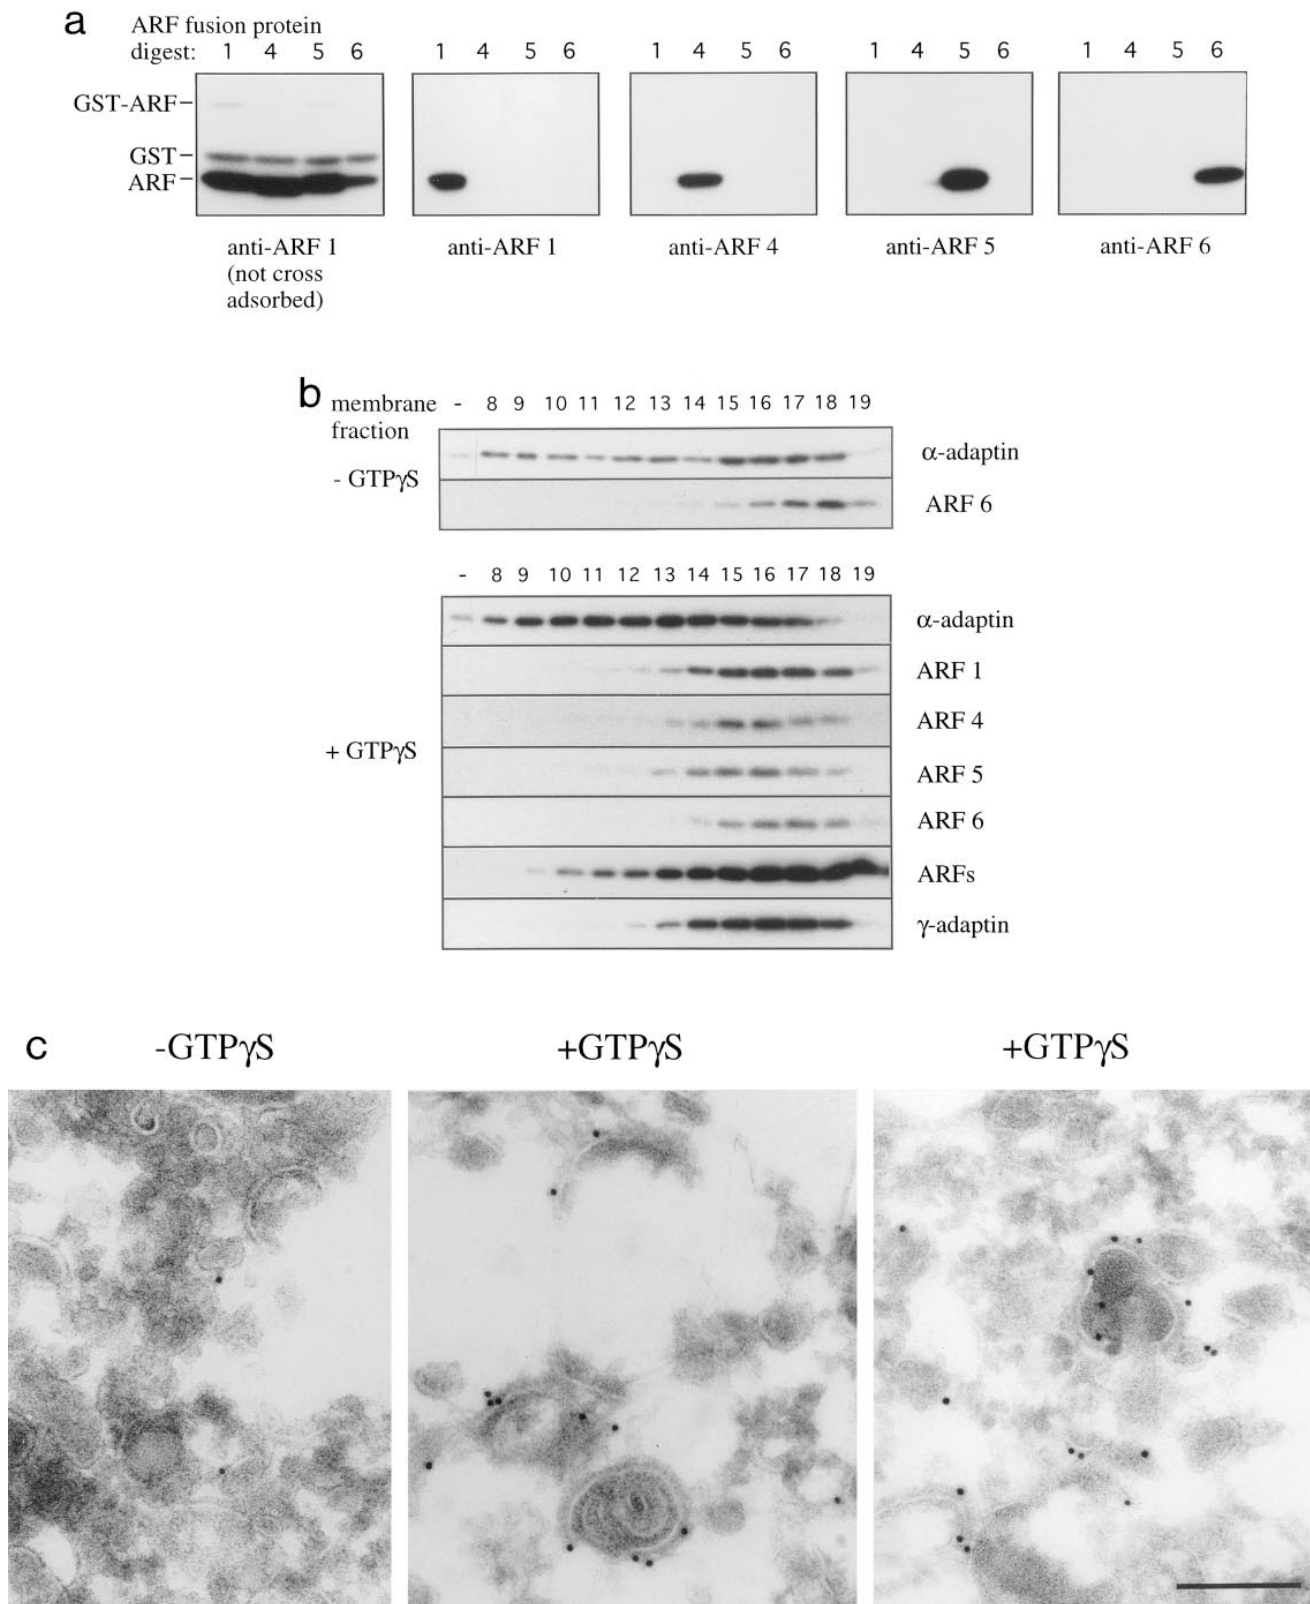 a
ARF fusion protein
digest: 1 4 5 6 1 4 5 6 1 4 5 6 1 4 5 6 1 4 5 6
GST-ARF
GST
ARF
anti-ARF 1
(not cross
adsorbed)
anti-ARF 1
anti-ARF 4
anti-ARF 5
anti-ARF 6
b
membrane
fraction
- 8 9 10 11 12 13 14 15 16 17 18 19
- GTPγS
α-adaptin
ARF 6
- 8 9 10 11 12 13 14 15 16 17 18 19
+ GTPγS
α-adaptin
ARF 1
ARF 4
ARF 5
ARF 6
ARFs
γ-adaptin
c
-GTPγS
+GTPγS
+GTPγS